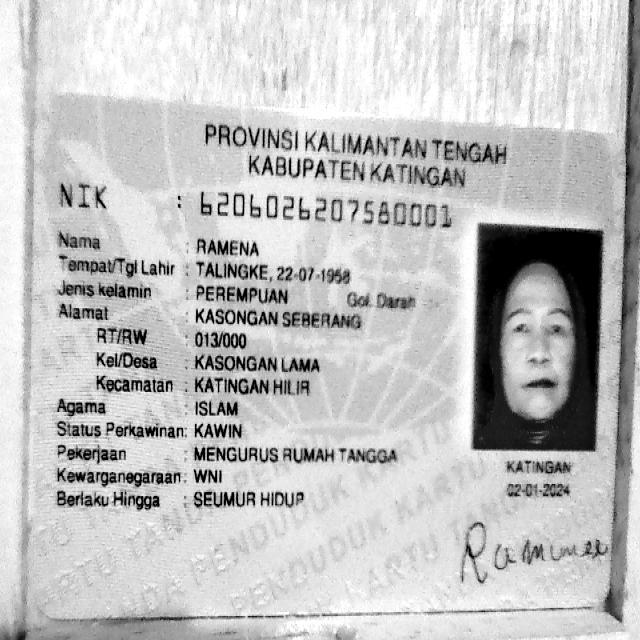 PROVINSI KALIMANTAN TENGAH
KABUPATEN KATINGAN
NIK : 6206026207580001
Nama : RAMENA
Tempat/Tgl Lahir : TALINGKE, 22-07-1958
Jenis kelamin : PEREMPUAN Gol. Darah
Alamat : KASONGAN SEBERANG
RT/RW : 013/000
Kel/Desa : KASONGAN LAMA
Kecamatan : KATINGAN HILIR
Agama : ISLAM
Status Perkawinan: KAWIN
Pekerjaan : MENGURUS RUMAH TANGGA
Kewarganegaraan: WNI
Berlaku Hingga : SEUMUR HIDUP
KATINGAN
02-01-2024